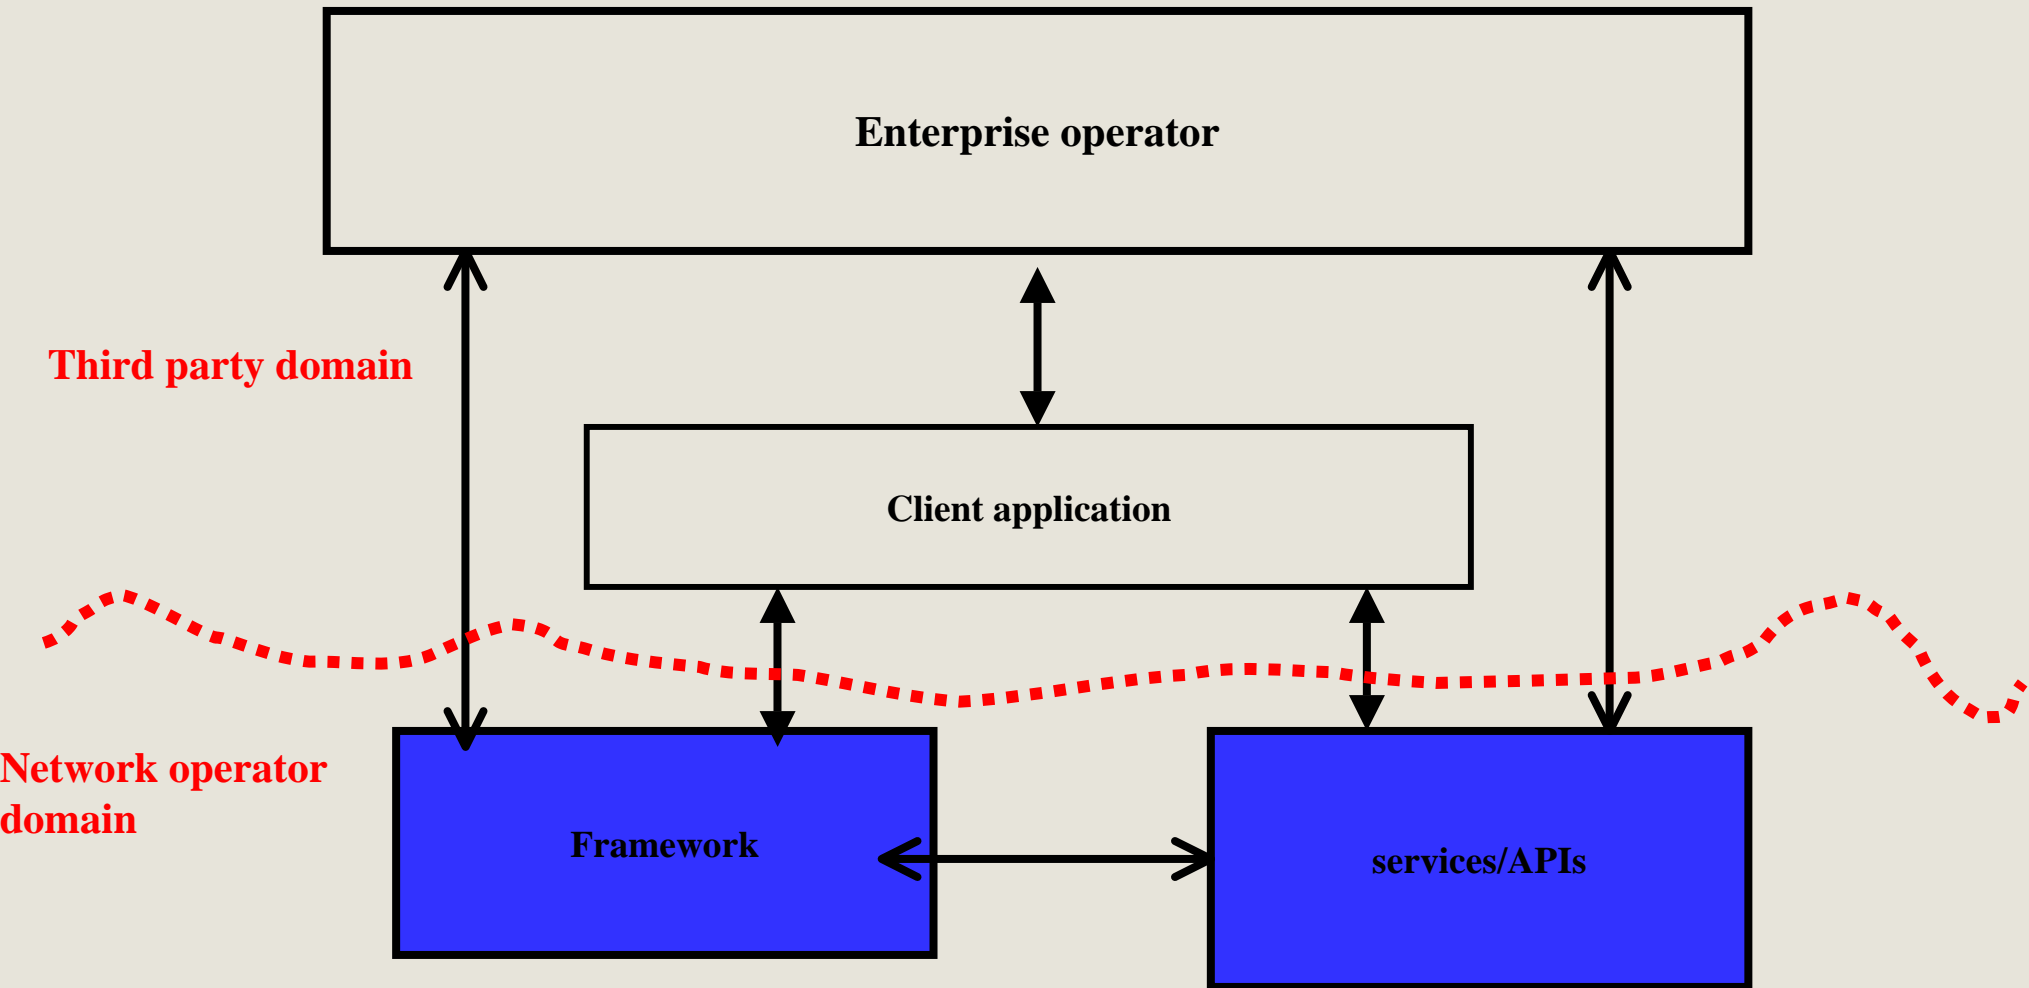 Enterprise operator
Third party domain
Client application
Network operator
domain
Framework
services/APIs